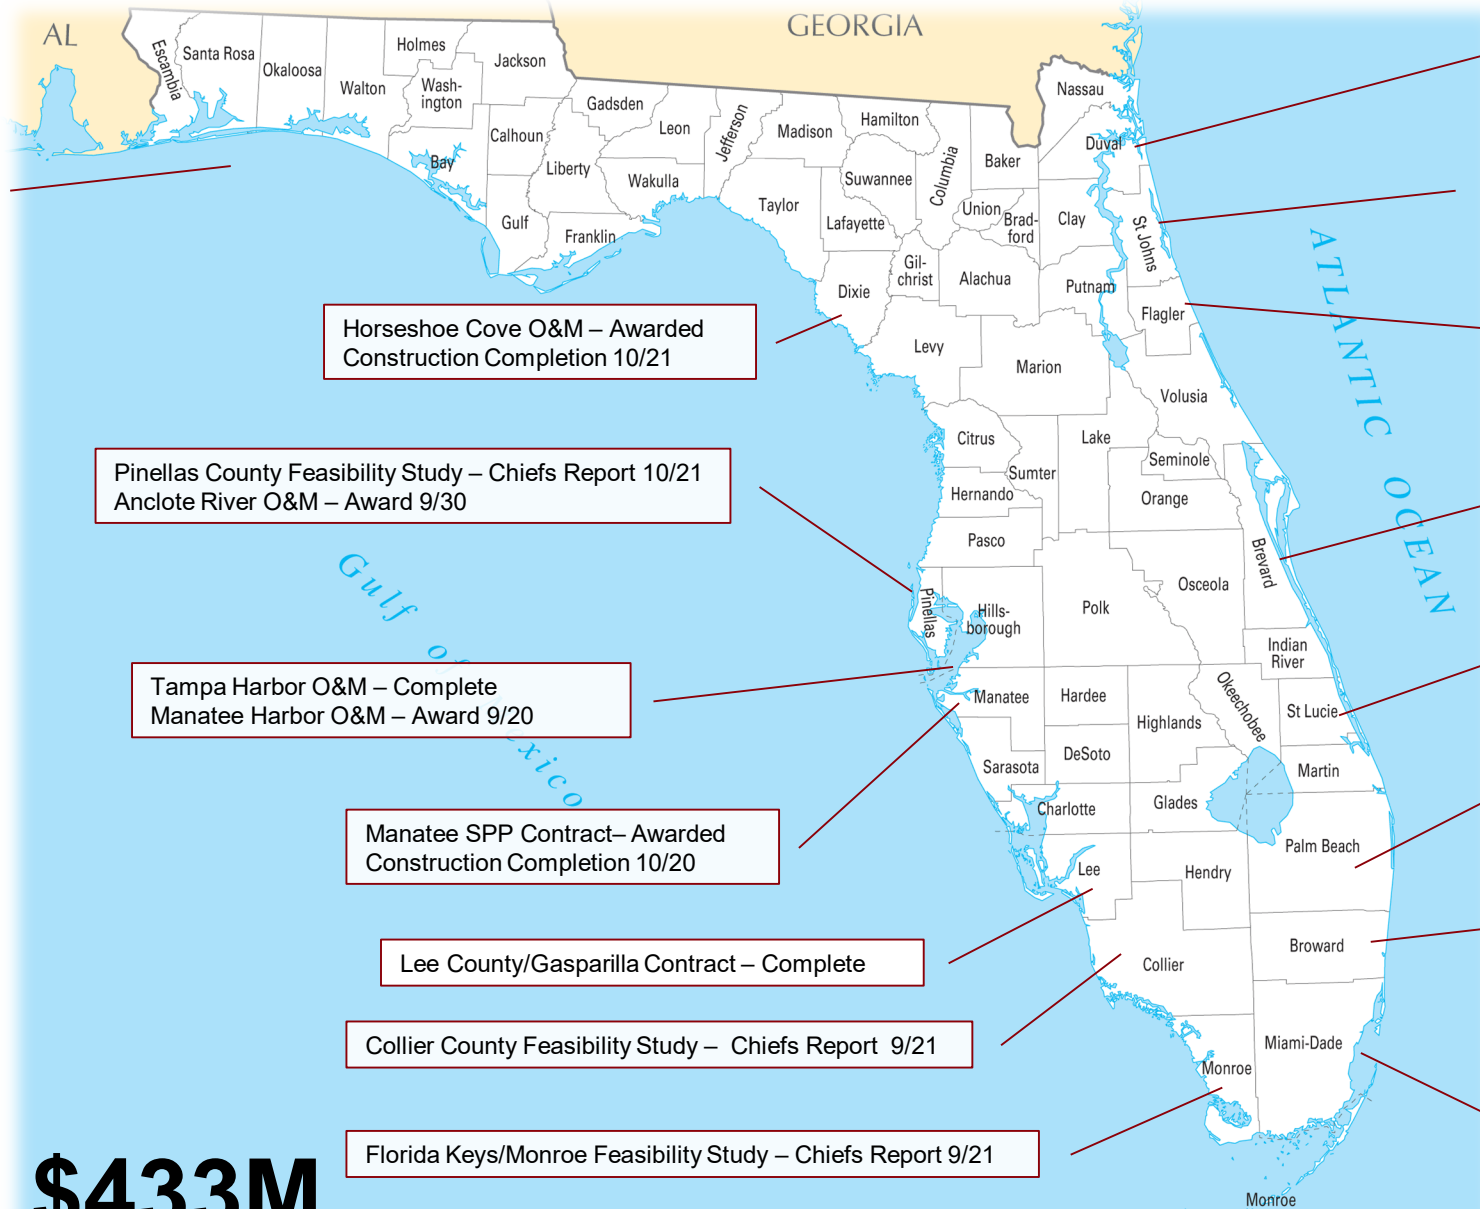 AL
GEORGIA
Escambia
Santa Rosa
Okaloosa
Walton
Holmes
Wash-
ington
Jackson
Bay
Calhoun
Gulf
Gadsden
Liberty
Franklin
Leon
Wakulla
Jefferson
Madison
Taylor
Hamilton
Suwannee
Lafayette
Columbia
Baker
Nassau
Duval
Union
Brad-
ford
Clay
St Johns
Gil-
christ
Alachua
Putnam
Flagler
Dixie
Levy
Marion
Volusia
ATLANTIC OCEAN
Horseshoe Cove O&M – Awarded
Construction Completion 10/21
Citrus
Sumter
Lake
Seminole
Orange
Hernando
Pasco
Pinellas County Feasibility Study – Chiefs Report 10/21
Anclote River O&M – Award 9/30
Brevard
Osceola
Polk
Pinellas
Hills-
borough
Indian
River
Gulf of Mexico
Tampa Harbor O&M – Complete
Manatee Harbor O&M – Award 9/20
Manatee
Hardee
Highlands
Okeechobee
St Lucie
Sarasota
DeSoto
Martin
Charlotte
Glades
Manatee SPP Contract– Awarded
Construction Completion 10/20
Palm Beach
Lee
Hendry
Lee County/Gasparilla Contract – Complete
Broward
Collier
Collier County Feasibility Study – Chiefs Report 9/21
Miami-Dade
Monroe
Florida Keys/Monroe Feasibility Study – Chiefs Report 9/21
$433M
Monroe